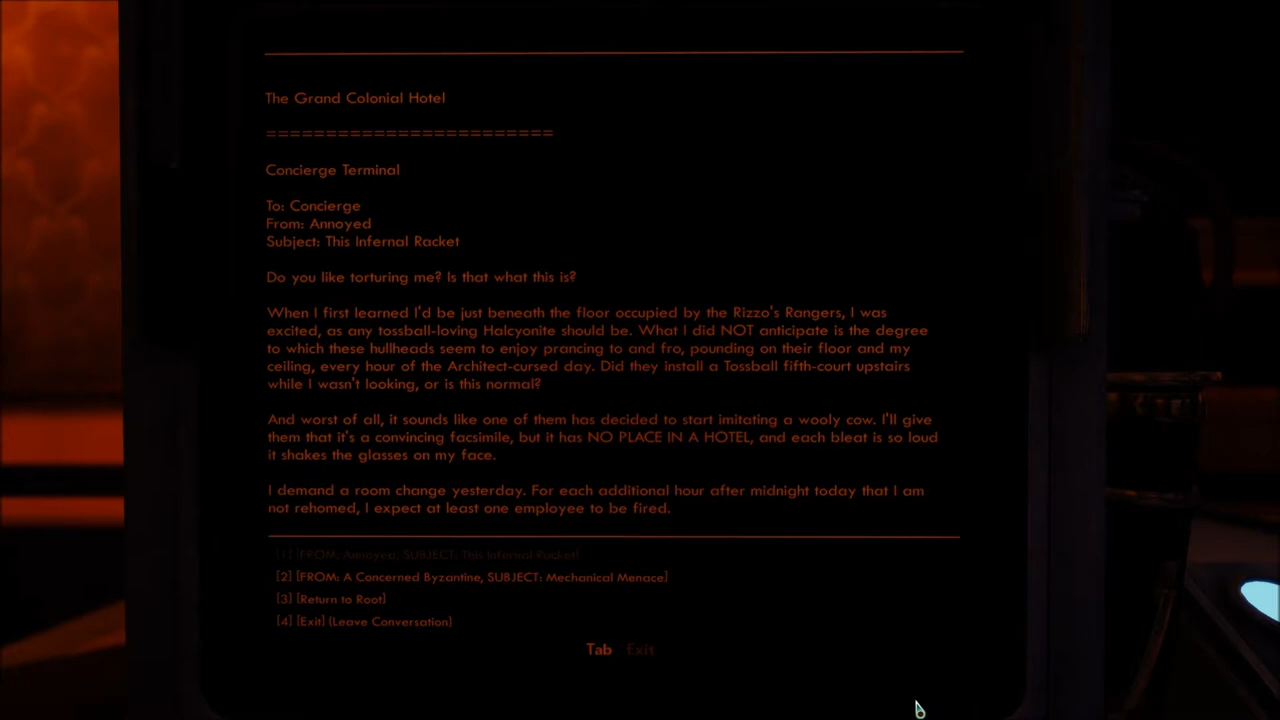 The Grand Colonial Hotel
========================
Concierge Terminal
To: Concierge
From: Annoyed
Subject: This Infernal Racket
Do you like torturing me? Is that what this is?
When I first learned I'd be just beneath the floor occupied by the Rizzo's Rangers, I was
excited, as any tossball-loving Halcyonite should be. What I did NOT anticipate is the degree
to which these hullheads seem to enjoy prancing to and fro, pounding on their floor and my
ceiling, every hour of the Architect-cursed day. Did they install a Tossball fifth-court upstairs
while I wasn't looking, or is this normal?
And worst of all, it sounds like one of them has decided to start imitating a wooly cow. I'll give
them that it's a convincing facsimile, but it has NO PLACE IN A HOTEL, and each bleat is so loud
it shakes the glasses on my face.
I demand a room change yesterday. For each additional hour after midnight today that I am
not rehomed, I expect at least one employee to be fired.
[1] [FROM: Annoyed, SUBJECT: This Infernal Racket]
[2] [FROM: A Concerned Byzantine, SUBJECT: Mechanical Menace]
[3] [Return to Root]
[4] [Exit] (Leave Conversation)
Tab Exit